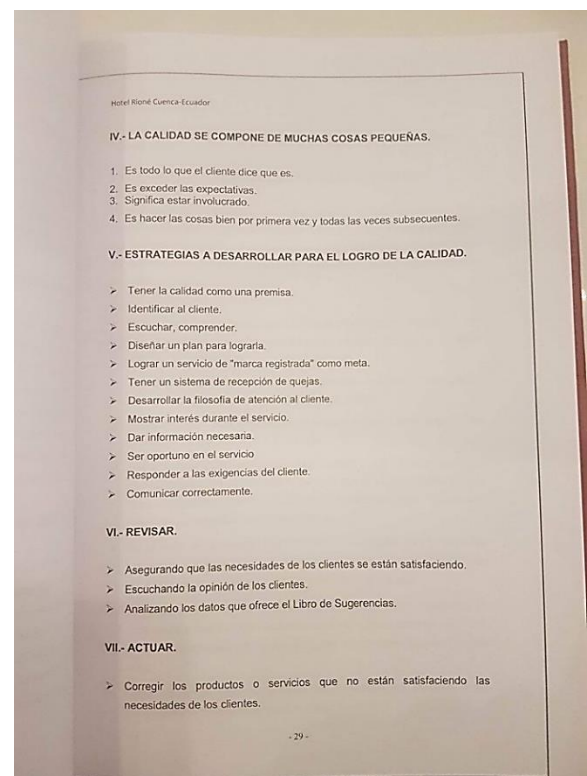 Hotel Rioné Cuenca-Ecuador
IV.- LA CALIDAD SE COMPONE DE MUCHAS COSAS PEQUEÑAS.
1. Es todo lo que el cliente dice que es.
2. Es exceder las expectativas.
3. Significa estar involucrado.
4. Es hacer las cosas bien por primera vez y todas las veces subsecuentes.
V.- ESTRATEGIAS A DESARROLLAR PARA EL LOGRO DE LA CALIDAD.
➢ Tener la calidad como una premisa.
➢ Identificar al cliente.
➢ Escuchar, comprender.
➢ Diseñar un plan para lograrla.
➢ Lograr un servicio de "marca registrada" como meta.
➢ Tener un sistema de recepción de quejas.
➢ Desarrollar la filosofía de atención al cliente.
➢ Mostrar interés durante el servicio.
➢ Dar información necesaria.
➢ Ser oportuno en el servicio
➢ Responder a las exigencias del cliente.
➢ Comunicar correctamente.
VI.- REVISAR.
➢ Asegurando que las necesidades de los clientes se están satisfaciendo.
➢ Escuchando la opinión de los clientes.
➢ Analizando los datos que ofrece el Libro de Sugerencias.
VII.- ACTUAR.
➢ Corregir los productos o servicios que no están satisfaciendo las
necesidades de los clientes.
- 29 -